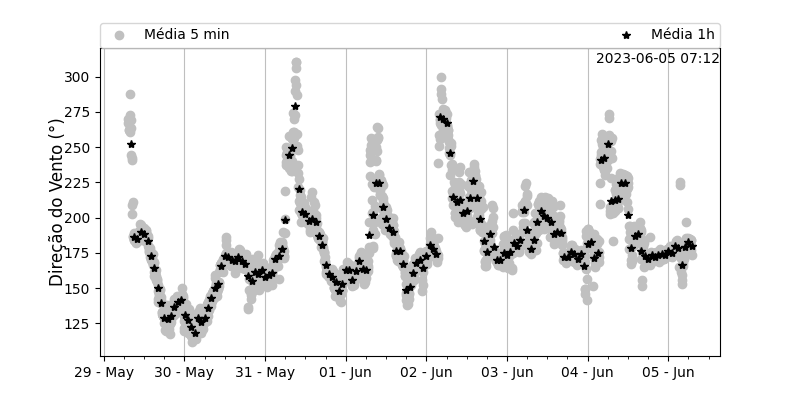 Média 5 min
Média 1h
2023-06-05 07:12
Direção do Vento (°)
300
275
250
225
200
175
150
125
29 - May
30 - May
31 - May
01 - Jun
02 - Jun
03 - Jun
04 - Jun
05 - Jun